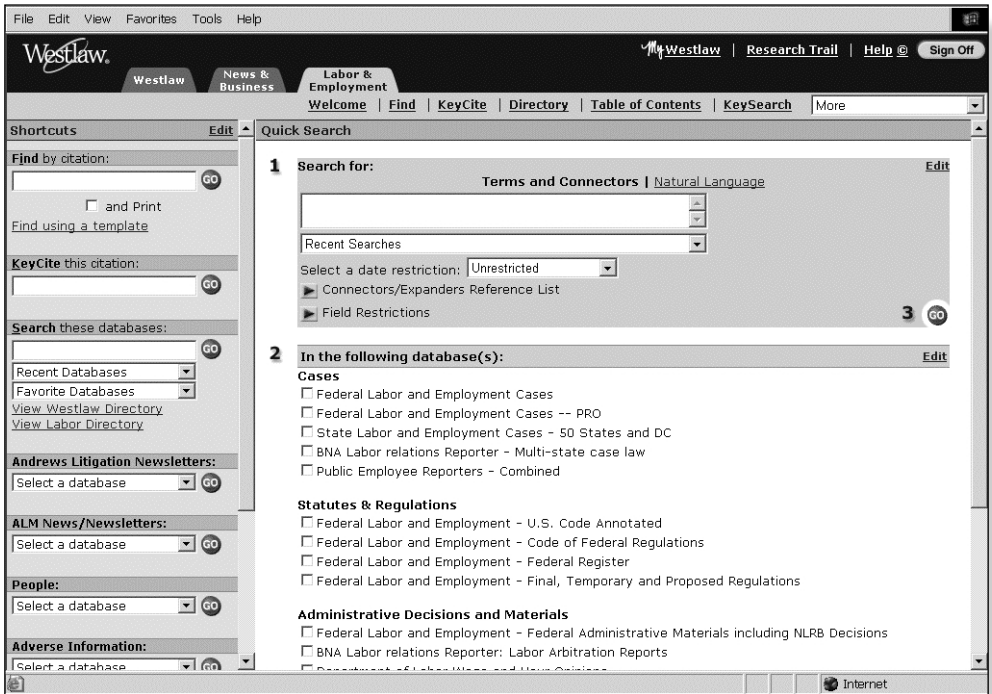 File Edit View Favorites Tools Help
Westlaw.
My Westlaw | Research Trail | Help © Sign Off
Westlaw
News & Business
Labor & Employment
Welcome | Find | KeyCite | Directory | Table of Contents | KeySearch More
Shortcuts Edit
Find by citation:
GO
and Print
Find using a template
KeyCite this citation:
GO
Search these databases:
GO
Recent Databases
Favorite Databases
View Westlaw Directory
View Labor Directory
Andrews Litigation Newsletters:
Select a database GO
ALM News/Newsletters:
Select a database GO
People:
Select a database GO
Adverse Information:
Select a database GO
Quick Search
1 Search for: Edit
Terms and Connectors | Natural Language
Recent Searches
Select a date restriction: Unrestricted
Connectors/Expanders Reference List
Field Restrictions
3 GO
2 In the following database(s): Edit
Cases
Federal Labor and Employment Cases
Federal Labor and Employment Cases -- PRO
State Labor and Employment Cases - 50 States and DC
BNA Labor relations Reporter - Multi-state case law
Public Employee Reporters - Combined
Statutes & Regulations
Federal Labor and Employment - U.S. Code Annotated
Federal Labor and Employment - Code of Federal Regulations
Federal Labor and Employment - Federal Register
Federal Labor and Employment - Final, Temporary and Proposed Regulations
Administrative Decisions and Materials
Federal Labor and Employment - Federal Administrative Materials including NLRB Decisions
BNA Labor relations Reporter: Labor Arbitration Reports
Department of Labor Wage and Hour Opinions
Internet